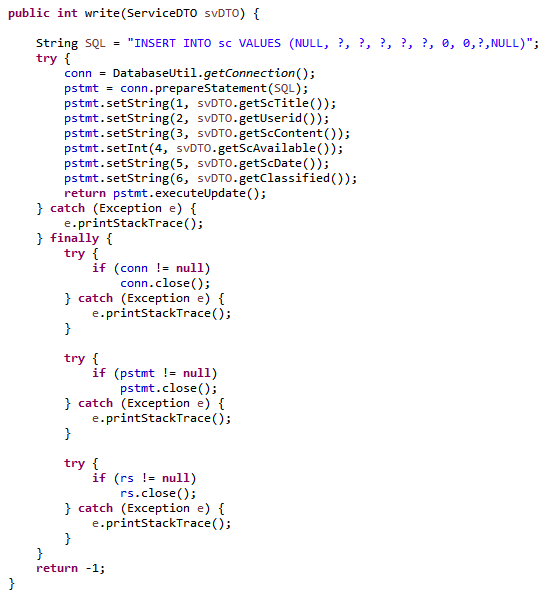 public int write(ServiceDTO svDTO) {
String SQL = "INSERT INTO sc VALUES (NULL, ?, ?, ?, ?, ?, 0, 0,?,NULL)";
try {
conn = DatabaseUtil.getConnection();
pstmt = conn.prepareStatement(SQL);
pstmt.setString(1, svDTO.getScTitle());
pstmt.setString(2, svDTO.getUserid());
pstmt.setString(3, svDTO.getScContent());
pstmt.setInt(4, svDTO.getScAvailable());
pstmt.setString(5, svDTO.getScDate());
pstmt.setString(6, svDTO.getClassified());
return pstmt.executeUpdate();
} catch (Exception e) {
e.printStackTrace();
} finally {
try {
if (conn != null)
conn.close();
} catch (Exception e) {
e.printStackTrace();
}
try {
if (pstmt != null)
pstmt.close();
} catch (Exception e) {
e.printStackTrace();
}
try {
if (rs != null)
rs.close();
} catch (Exception e) {
e.printStackTrace();
}
}
return -1;
}